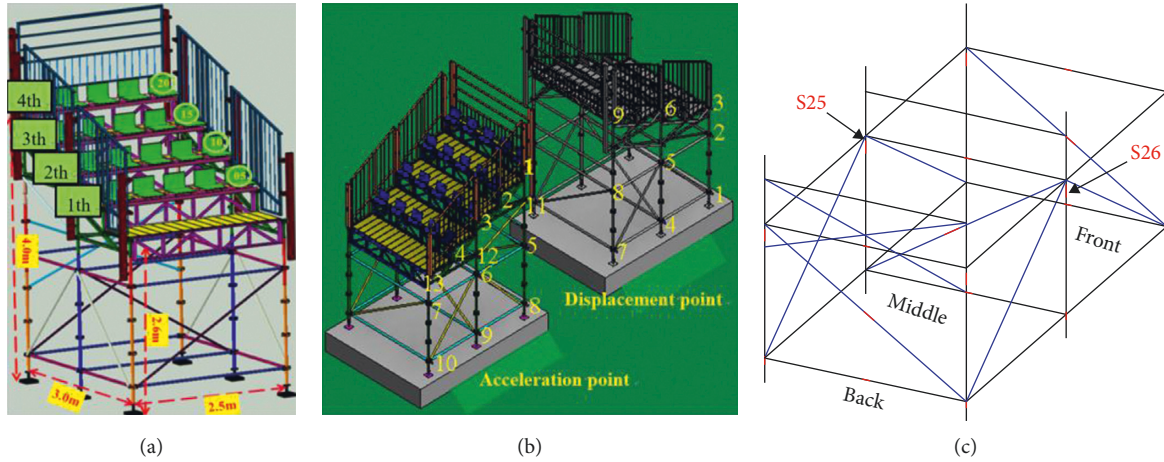 4th
3th
2th
1th
20
15
10
05
4.0m
2.6m
3.0m
2.5m
(a)
1
2
3
4
11
12
5
13
6
7
8
9
10
Acceleration point
9
6
3
2
5
8
1
4
7
Displacement point
(b)
S25
S26
Front
Middle
Back
(c)